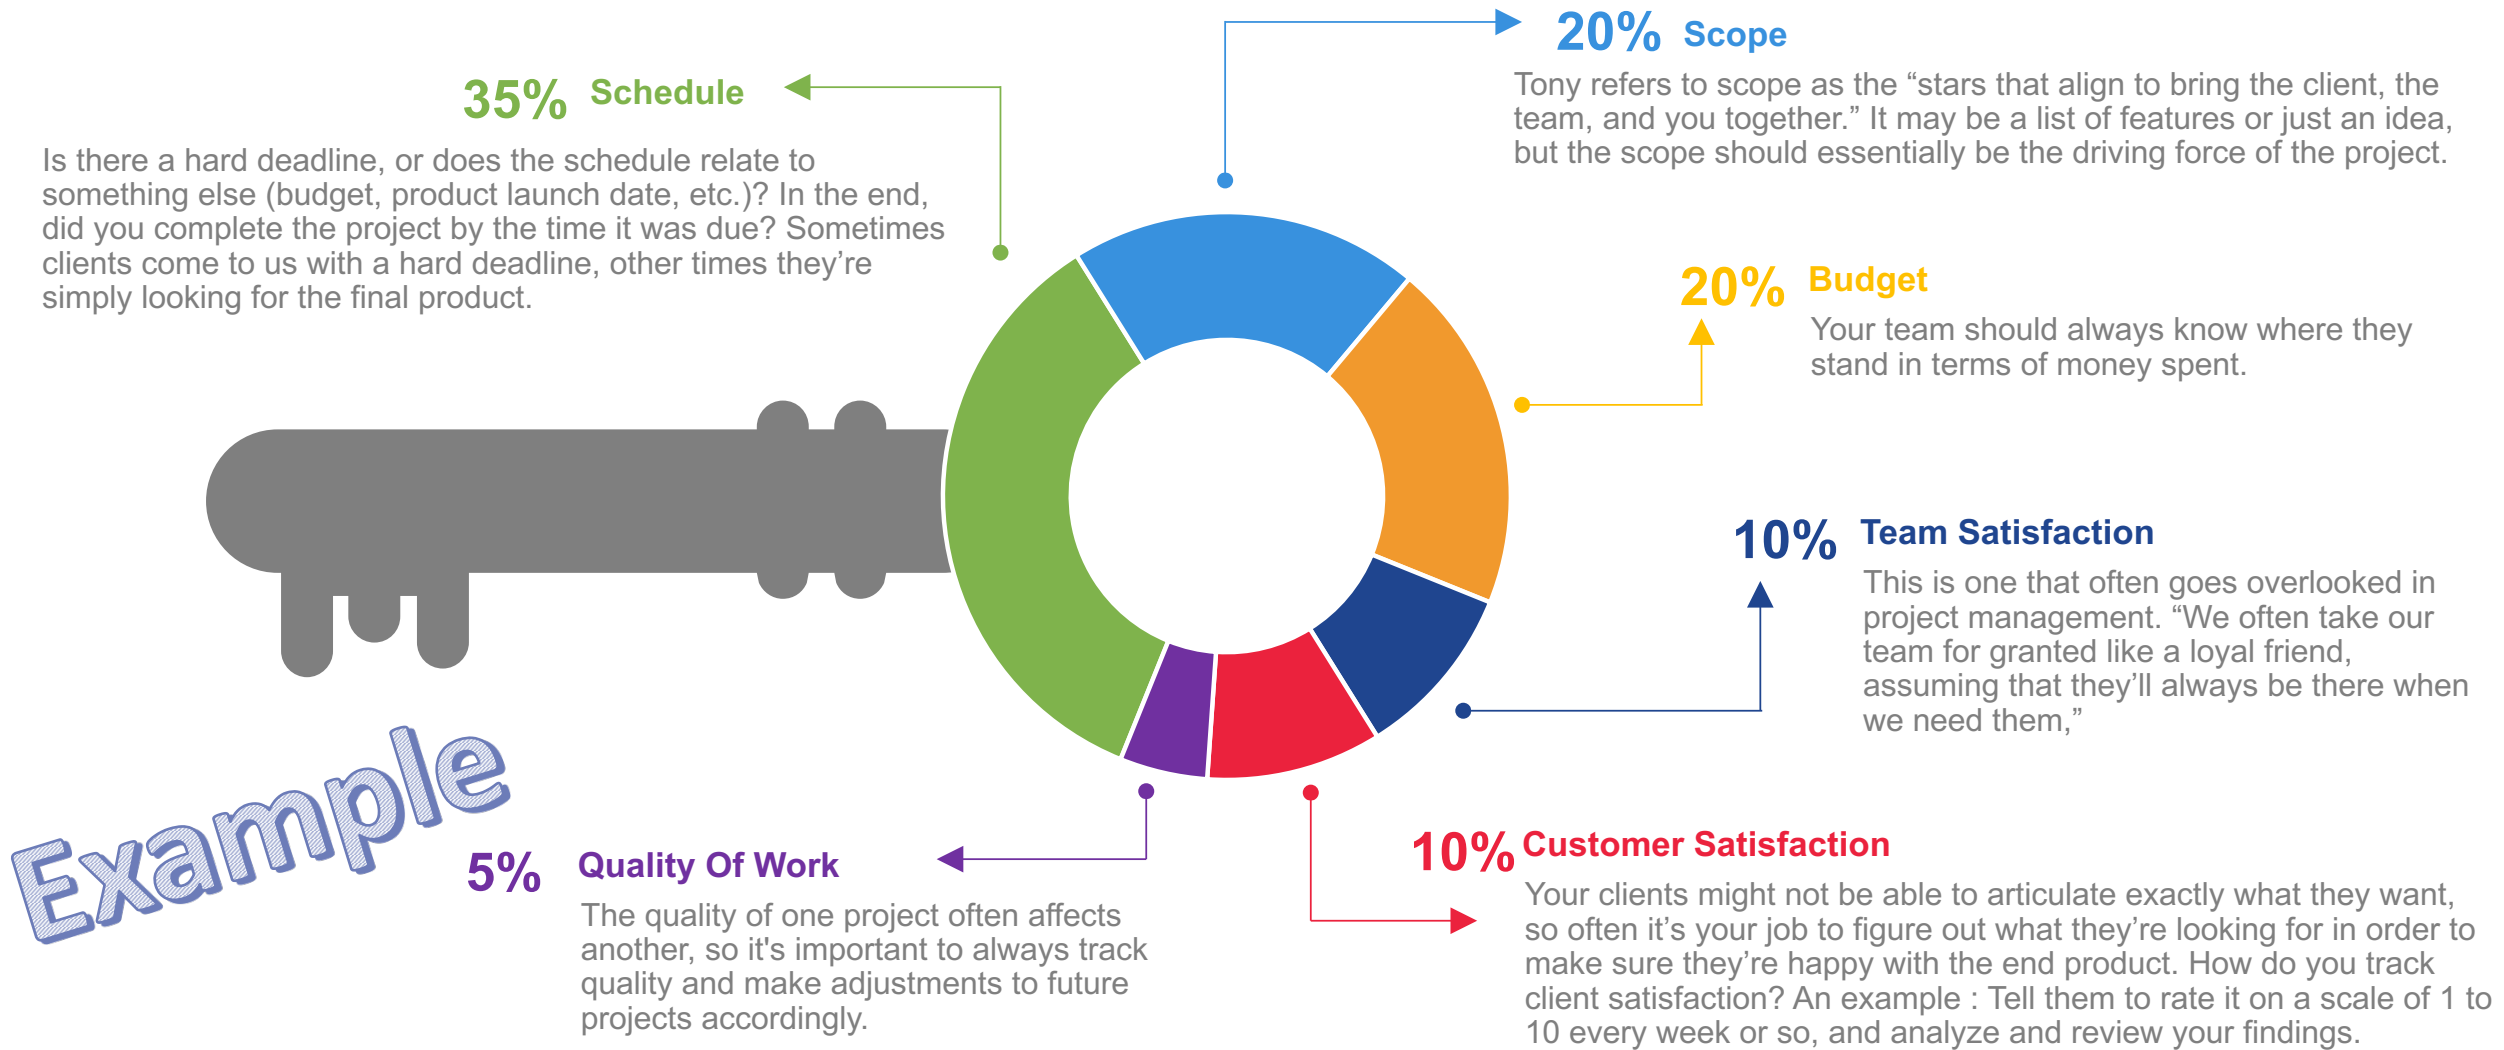 20% Scope
Tony refers to scope as the “stars that align to bring the client, the
team, and you together.” It may be a list of features or just an idea,
but the scope should essentially be the driving force of the project.
35% Schedule
Is there a hard deadline, or does the schedule relate to
something else (budget, product launch date, etc.)? In the end,
did you complete the project by the time it was due? Sometimes
clients come to us with a hard deadline, other times they’re
simply looking for the final product.
20% Budget
Your team should always know where they
stand in terms of money spent.
10% Team Satisfaction
This is one that often goes overlooked in
project management. “We often take our
team for granted like a loyal friend,
assuming that they’ll always be there when
we need them,”
Example
5% Quality Of Work
The quality of one project often affects
another, so it's important to always track
quality and make adjustments to future
projects accordingly.
10% Customer Satisfaction
Your clients might not be able to articulate exactly what they want,
so often it’s your job to figure out what they’re looking for in order to
make sure they’re happy with the end product. How do you track
client satisfaction? An example : Tell them to rate it on a scale of 1 to
10 every week or so, and analyze and review your findings.